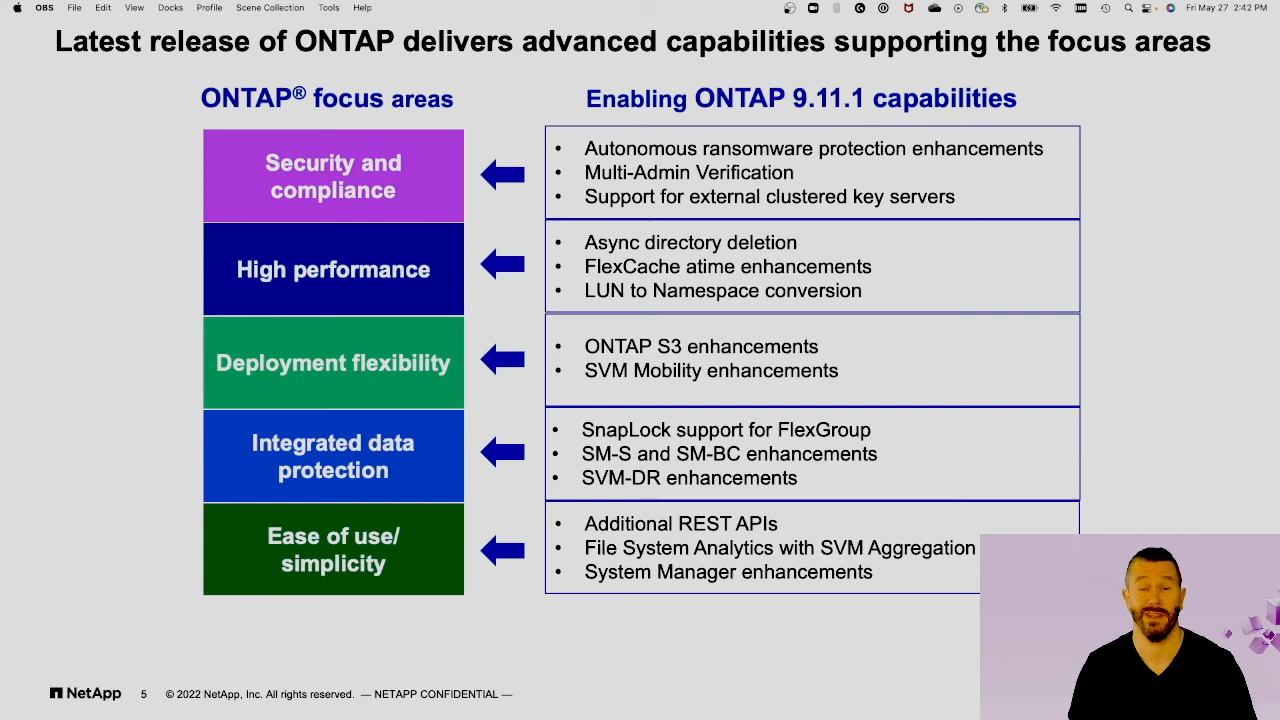 OBS File Edit View Docks Profile Scene Collection Tools Help Fri May 27 2:42 PM
Latest release of ONTAP delivers advanced capabilities supporting the focus areas
ONTAP® focus areas
Enabling ONTAP 9.11.1 capabilities
Security and
compliance
• Autonomous ransomware protection enhancements
• Multi-Admin Verification
• Support for external clustered key servers
High performance
• Async directory deletion
• FlexCache atime enhancements
• LUN to Namespace conversion
Deployment flexibility
• ONTAP S3 enhancements
• SVM Mobility enhancements
Integrated data
protection
• SnapLock support for FlexGroup
• SM-S and SM-BC enhancements
• SVM-DR enhancements
Ease of use/
simplicity
• Additional REST APIs
• File System Analytics with SVM Aggregation
• System Manager enhancements
NetApp 5 © 2022 NetApp, Inc. All rights reserved. — NETAPP CONFIDENTIAL —